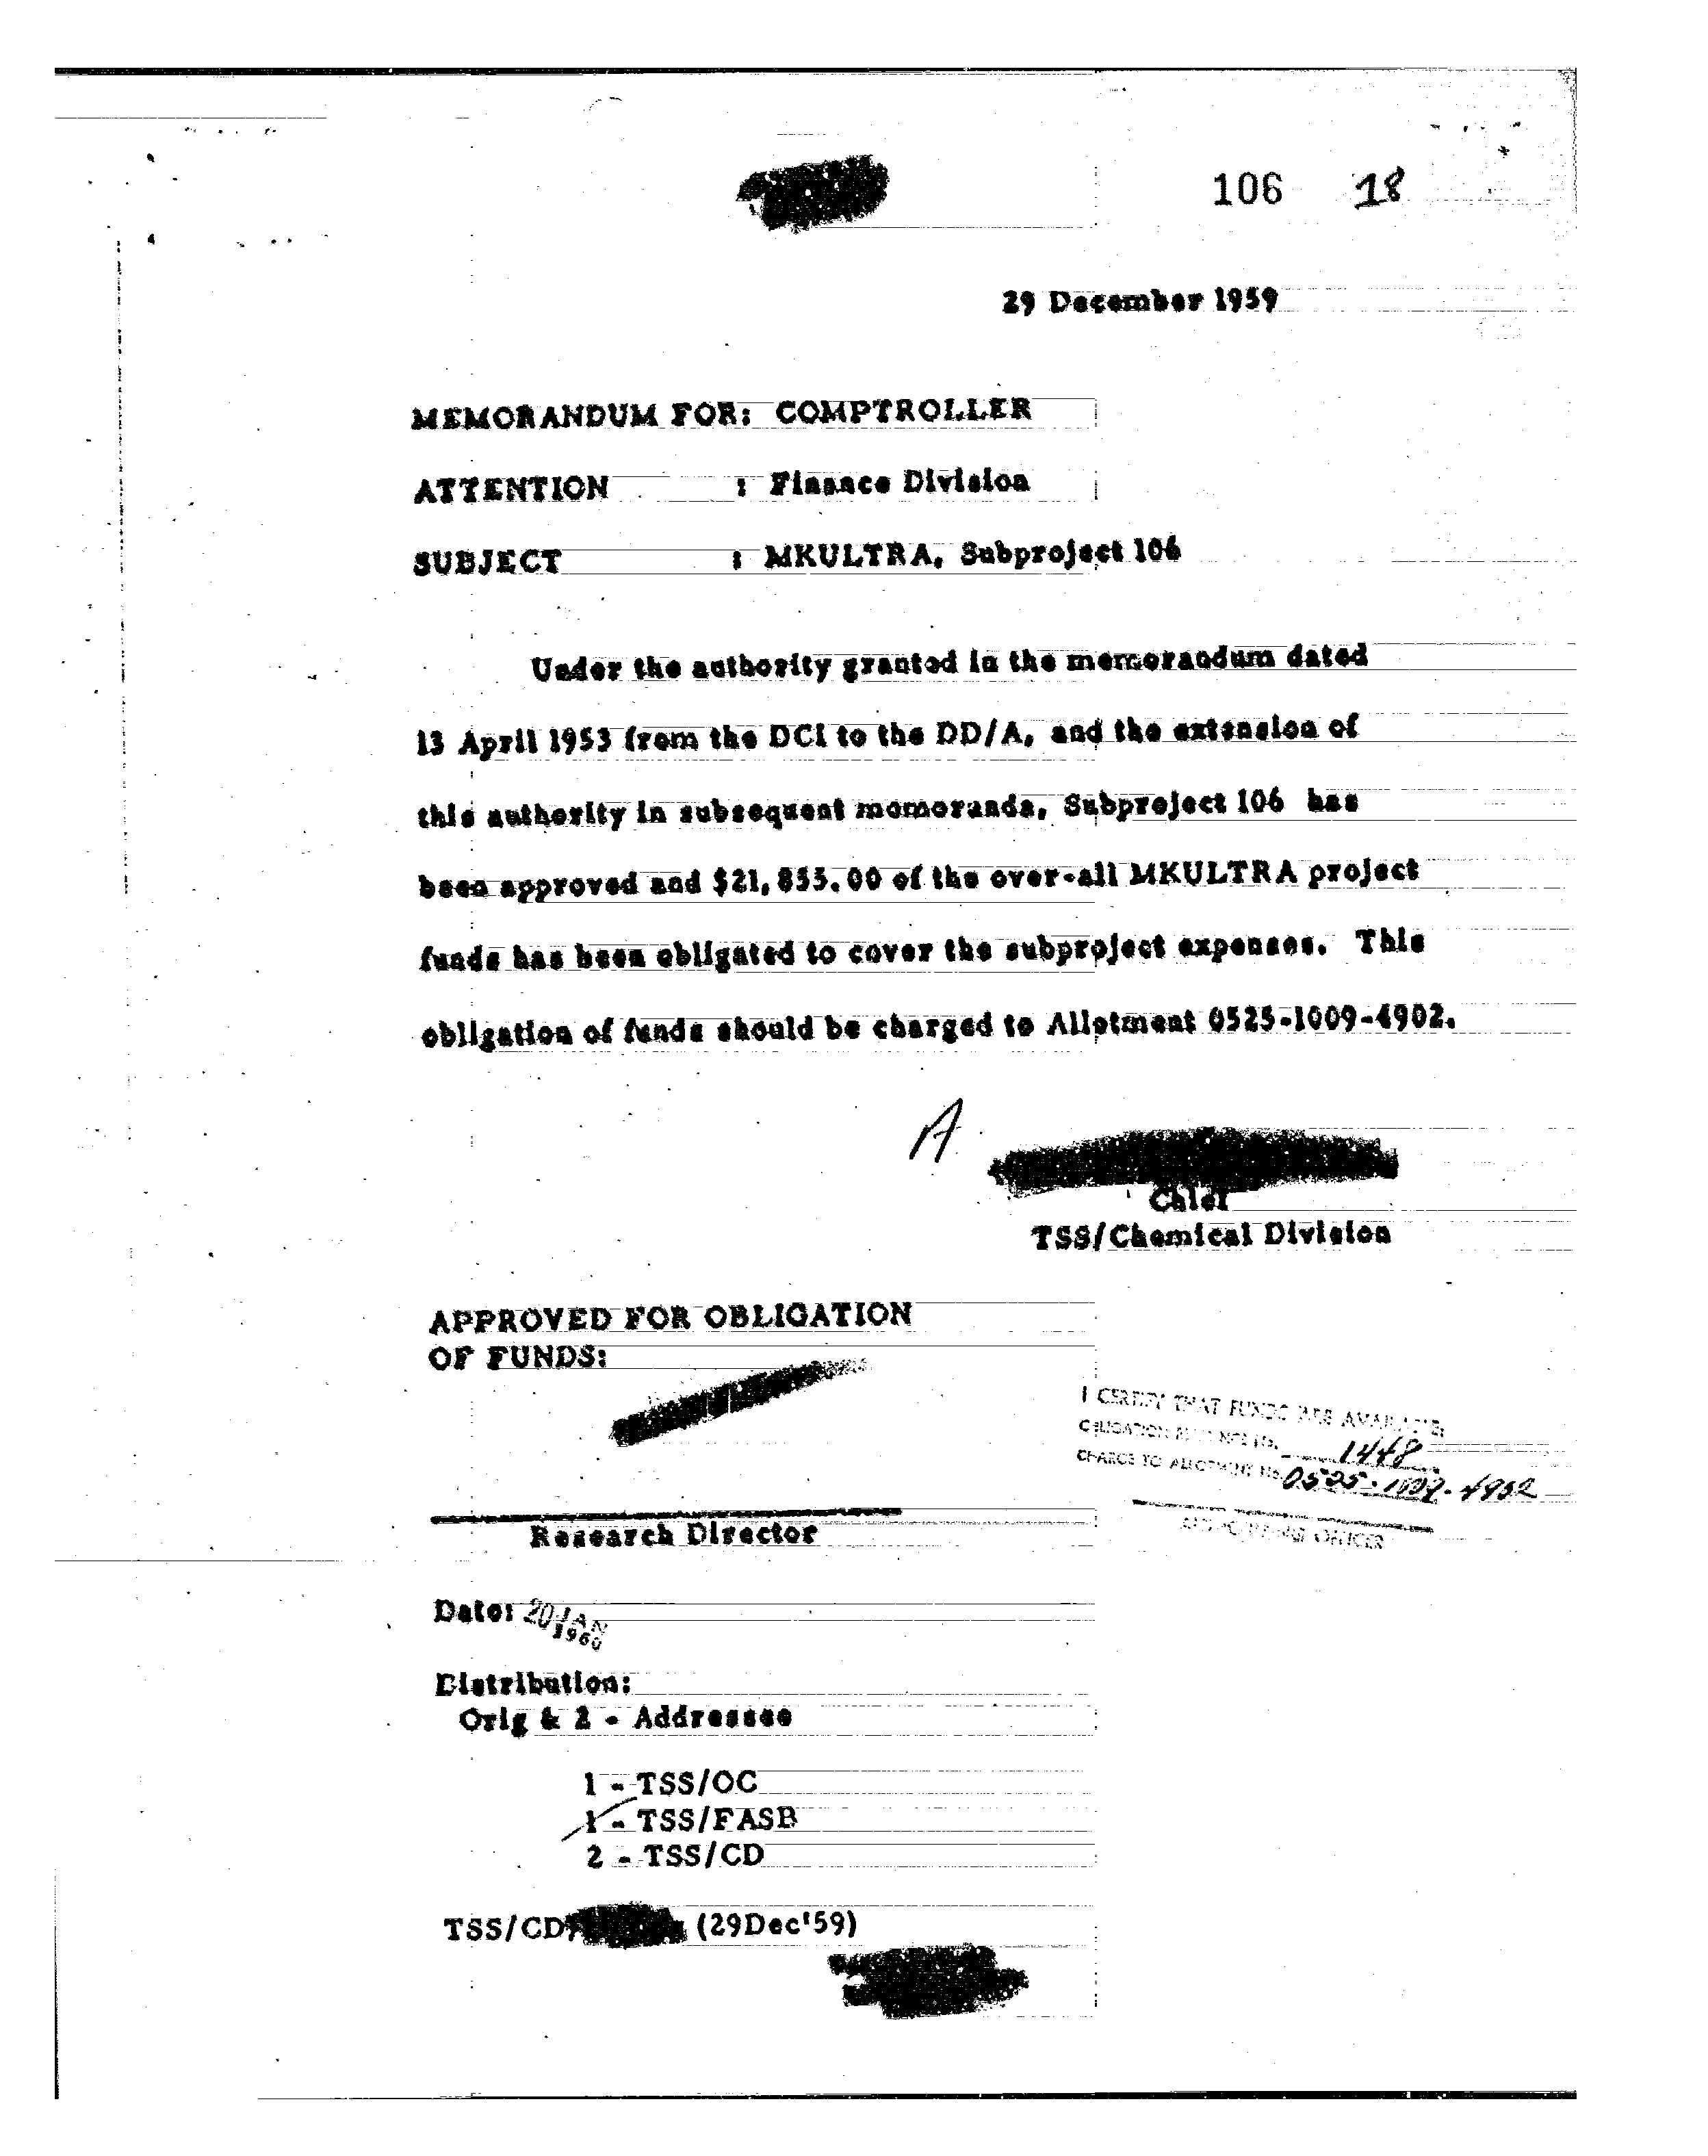 106 18
29 December 1959
MEMORANDUM FOR: COMPTROLLER
ATTENTION : Finance Division
SUBJECT : MKULTRA, Subproject 106
Under the authority granted in the memorandum dated
13 April 1953 from the DCI to the DD/A, and the extension of
this authority in subsequent memoranda, Subproject 106 has
been approved and $21,855.00 of the over-all MKULTRA project
funds has been obligated to cover the subproject expenses. This
obligation of funds should be charged to Allotment 0525-1009-4902.
A
Chief
TSS/Chemical Division
APPROVED FOR OBLIGATION
OF FUNDS:
I CERTIFY THAT FUNDS ARE AVAILABLE
OBLIGATION REFERENCE NO. 1448
CHARGE TO ALLOTMENT NO. 0525-1009-4902
OFFICER
Research Director
Date: 20 JAN
1960
Distribution:
Orig & 2 - Addressee
1 - TSS/OC
1 - TSS/FASB
2 - TSS/CD
TSS/CD (29Dec'59)